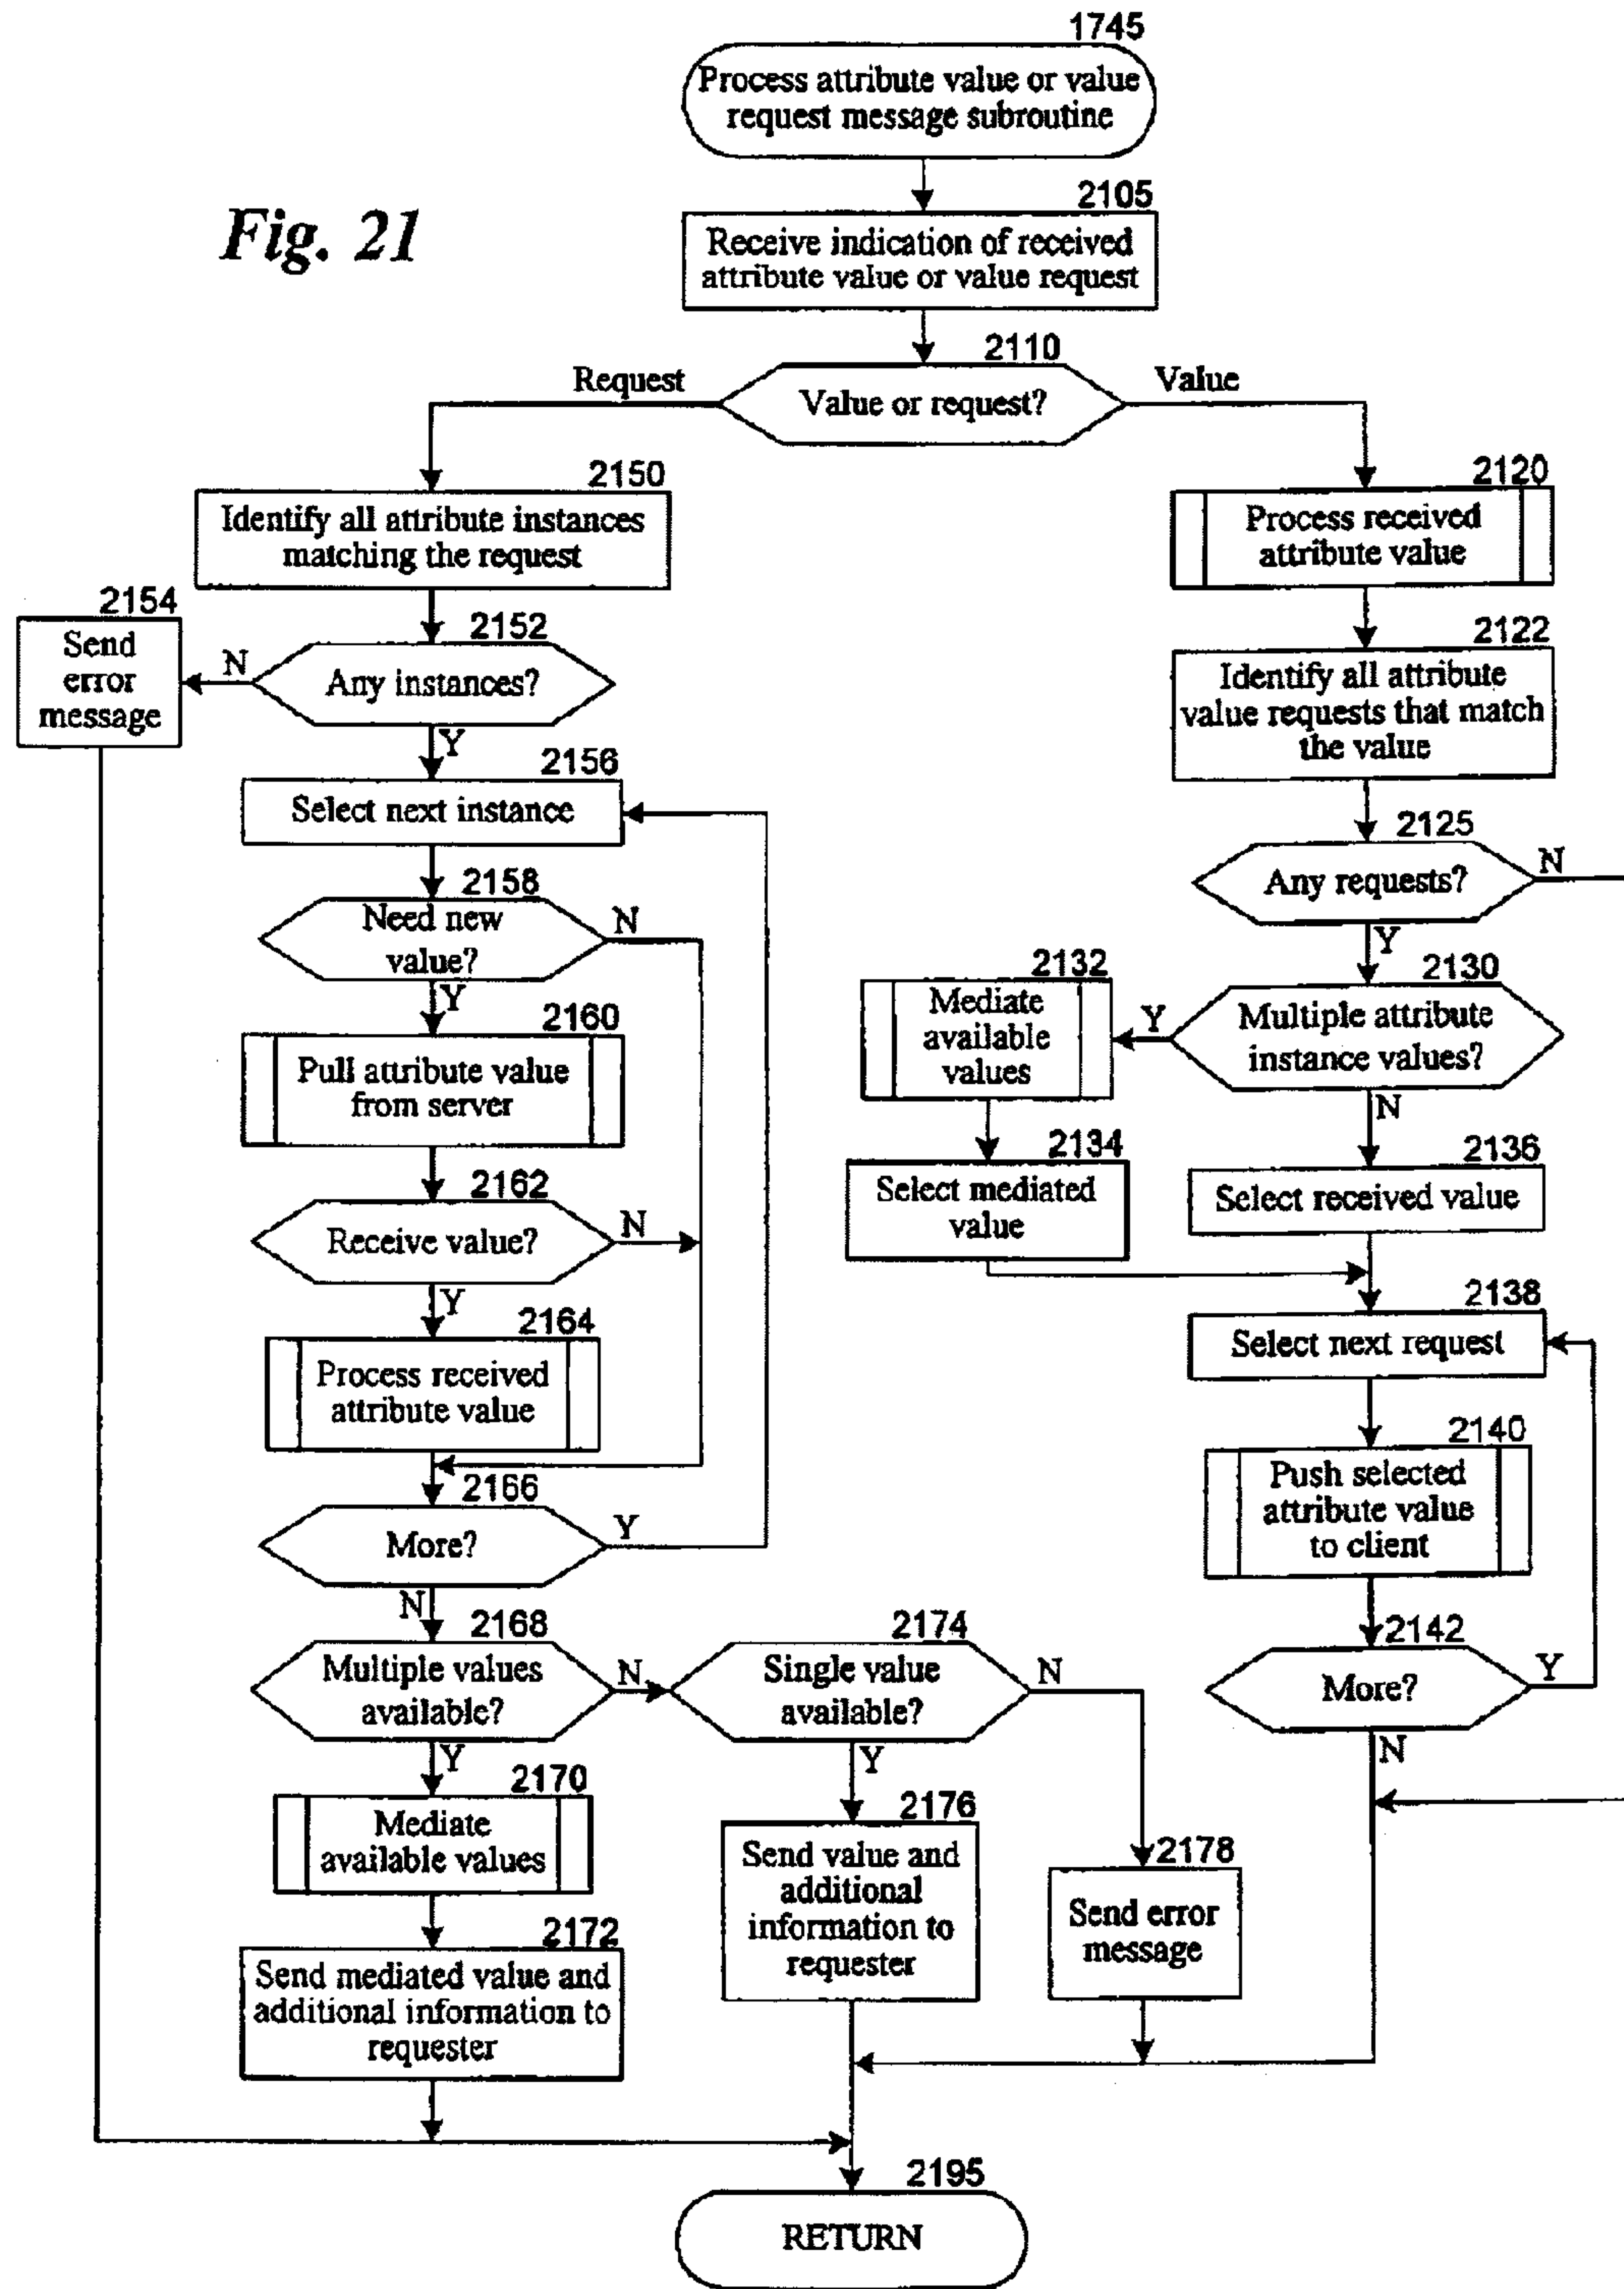 1745
Process attribute value or value
request message subroutine
Fig. 21
2105
Receive indication of received
attribute value or value request
2110
Request
Value or request?
Value
2150
Identify all attribute instances
matching the request
2120
Process received
attribute value
2154
Send
error
message
2152
N
Any instances?
Y
2122
Identify all attribute
value requests that match
the value
2156
Select next instance
2125
Any requests?
N
Y
2158
Need new
value?
N
Y
2132
Mediate
available
values
2130
Y
Multiple attribute
instance values?
N
2160
Pull attribute value
from server
2134
Select mediated
value
2136
Select received value
2162
Receive value?
N
Y
2138
Select next request
2164
Process received
attribute value
2140
Push selected
attribute value
to client
2166
More?
Y
N
2142
More?
Y
N
2168
Multiple values
available?
N
Y
2174
Single value
available?
N
Y
2170
Mediate
available values
2176
Send value and
additional
information to
requester
2178
Send error
message
2172
Send mediated value and
additional information to
requester
2195
RETURN